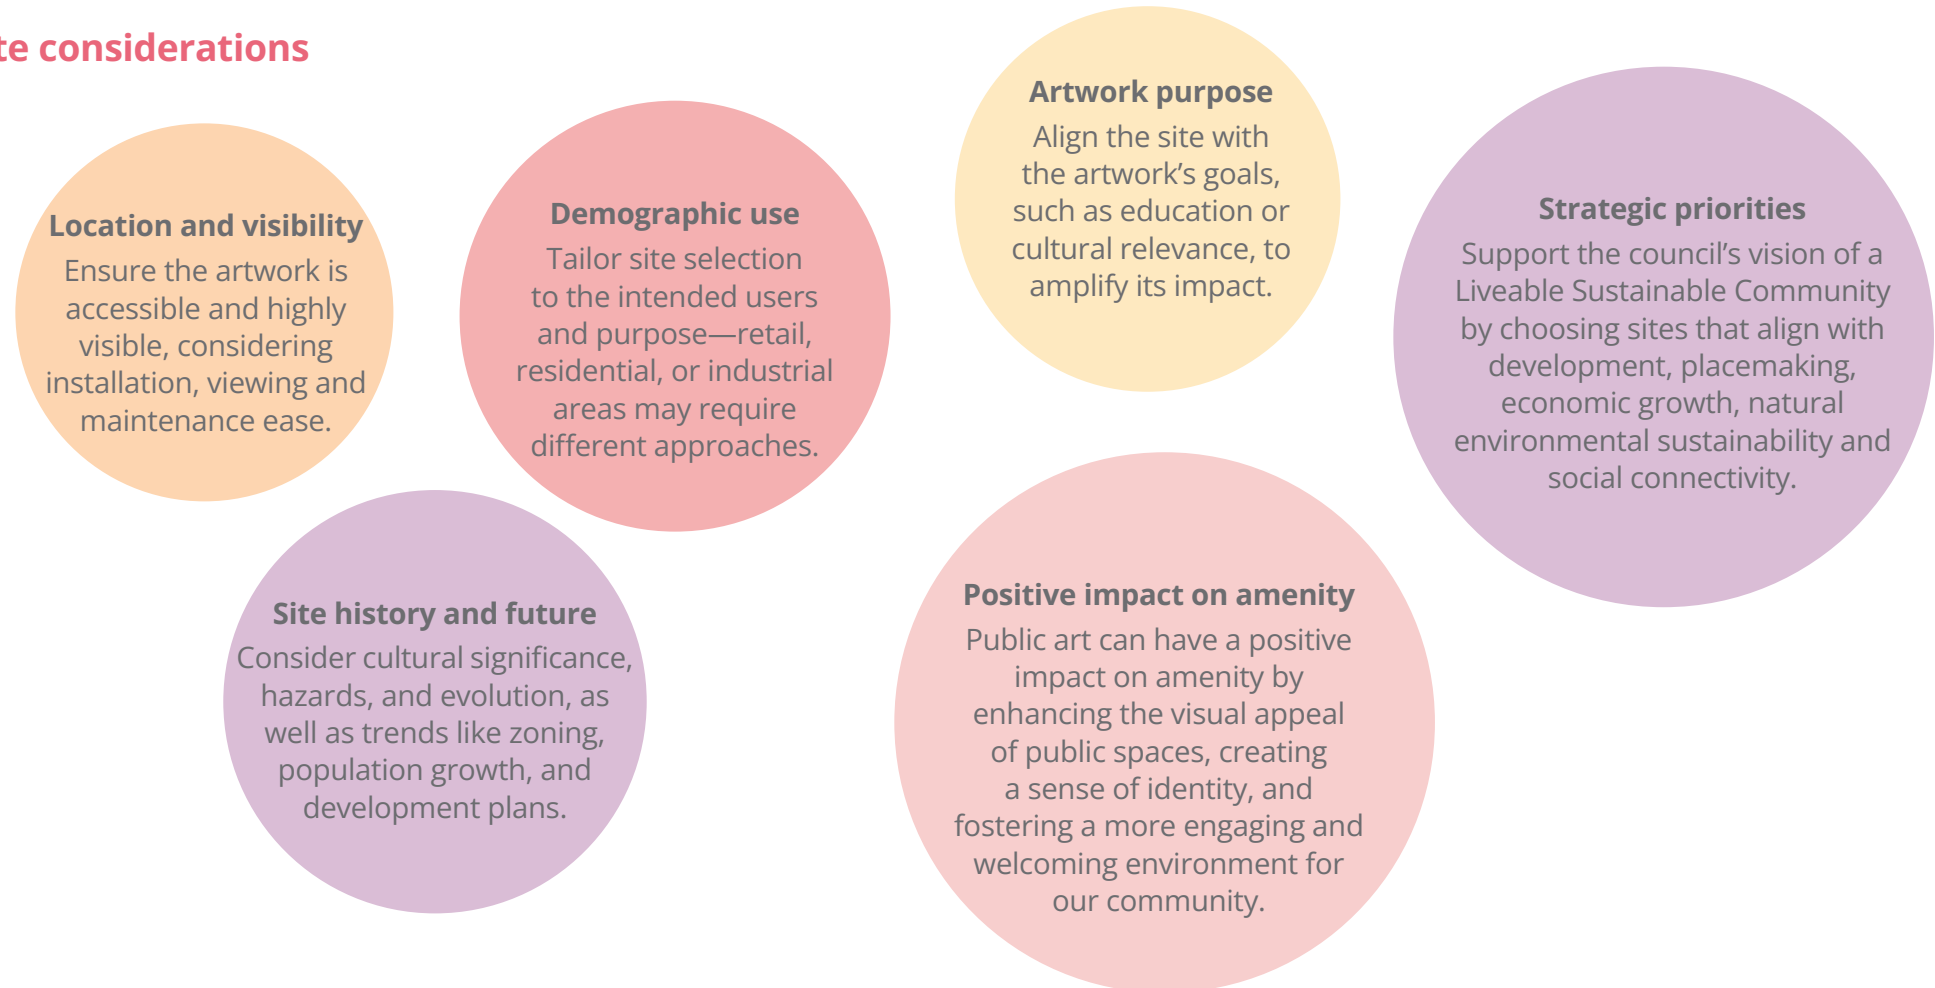 te considerations
Location and visibility
Ensure the artwork is
accessible and highly
visible, considering
installation, viewing and
maintenance ease.
Demographic use
Tailor site selection
to the intended users
and purpose—retail,
residential, or industrial
areas may require
different approaches.
Artwork purpose
Align the site with
the artwork’s goals,
such as education or
cultural relevance, to
amplify its impact.
Strategic priorities
Support the council’s vision of a
Liveable Sustainable Community
by choosing sites that align with
development, placemaking,
economic growth, natural
environmental sustainability and
social connectivity.
Site history and future
Consider cultural significance,
hazards, and evolution, as
well as trends like zoning,
population growth, and
development plans.
Positive impact on amenity
Public art can have a positive
impact on amenity by
enhancing the visual appeal
of public spaces, creating
a sense of identity, and
fostering a more engaging and
welcoming environment for
our community.